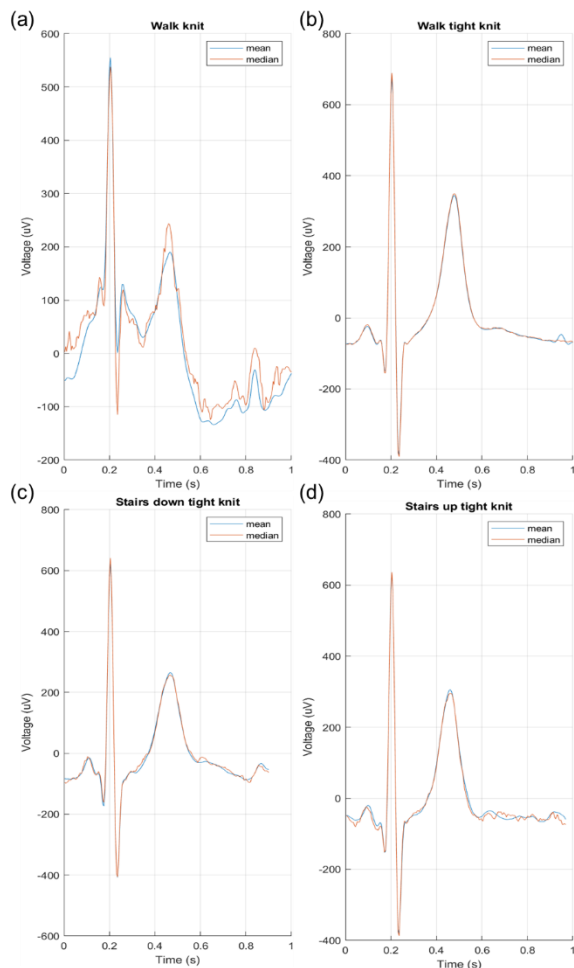 (a)
Walk knit
mean
median
600
500
400
300
200
100
0
-100
-200
Voltage (uV)
0 0.2 0.4 0.6 0.8 1
Time (s)
(b)
Walk tight knit
mean
median
800
600
400
200
0
-200
-400
Voltage (uV)
0 0.2 0.4 0.6 0.8 1
Time (s)
(c)
Stairs down tight knit
mean
median
800
600
400
200
0
-200
-400
-600
Voltage (uV)
0 0.2 0.4 0.6 0.8 1
Time (s)
(d)
Stairs up tight knit
mean
median
800
600
400
200
0
-200
-400
Voltage (uV)
0 0.2 0.4 0.6 0.8 1
Time (s)